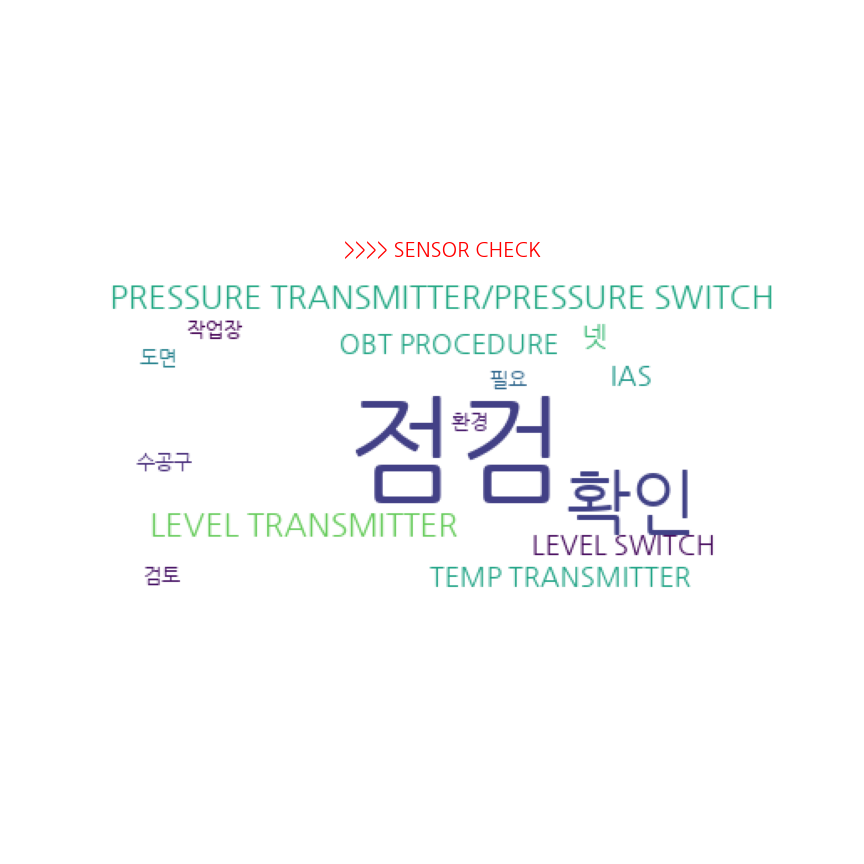 >>>> SENSOR CHECK
PRESSURE TRANSMITTER/PRESSURE SWITCH
작업장
OBT PROCEDURE
넷
도면
필요
IAS
환경
점검
수공구
확인
LEVEL TRANSMITTER
LEVEL SWITCH
검토
TEMP TRANSMITTER